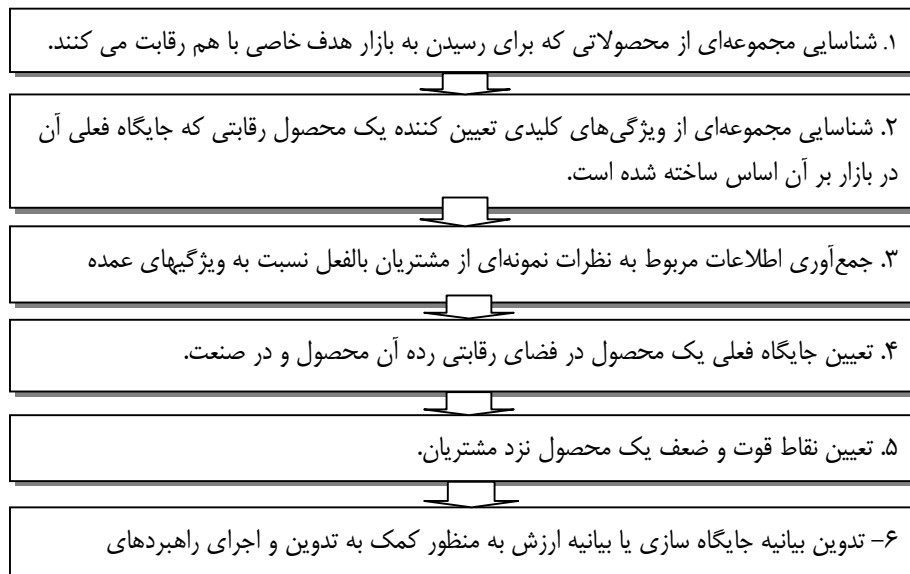 ۱. شناسایی مجموعه‌ای از محصولاتی که برای رسیدن به بازار هدف خاصی با هم رقابت می کنند.
۲. شناسایی مجموعه‌ای از ویژگی‌های کلیدی تعیین کننده یک محصول رقابتی که جایگاه فعلی آن
در بازار بر آن اساس ساخته شده است.
۳. جمع‌آوری اطلاعات مربوط به نظرات نمونه‌ای از مشتریان بالفعل نسبت به ویژگیهای عمده
۴. تعیین جایگاه فعلی یک محصول در فضای رقابتی رده آن محصول و در صنعت.
۵. تعیین نقاط قوت و ضعف یک محصول نزد مشتریان.
۶- تدوین بیانیه جایگاه سازی یا بیانیه ارزش به منظور کمک به تدوین و اجرای راهبردهای